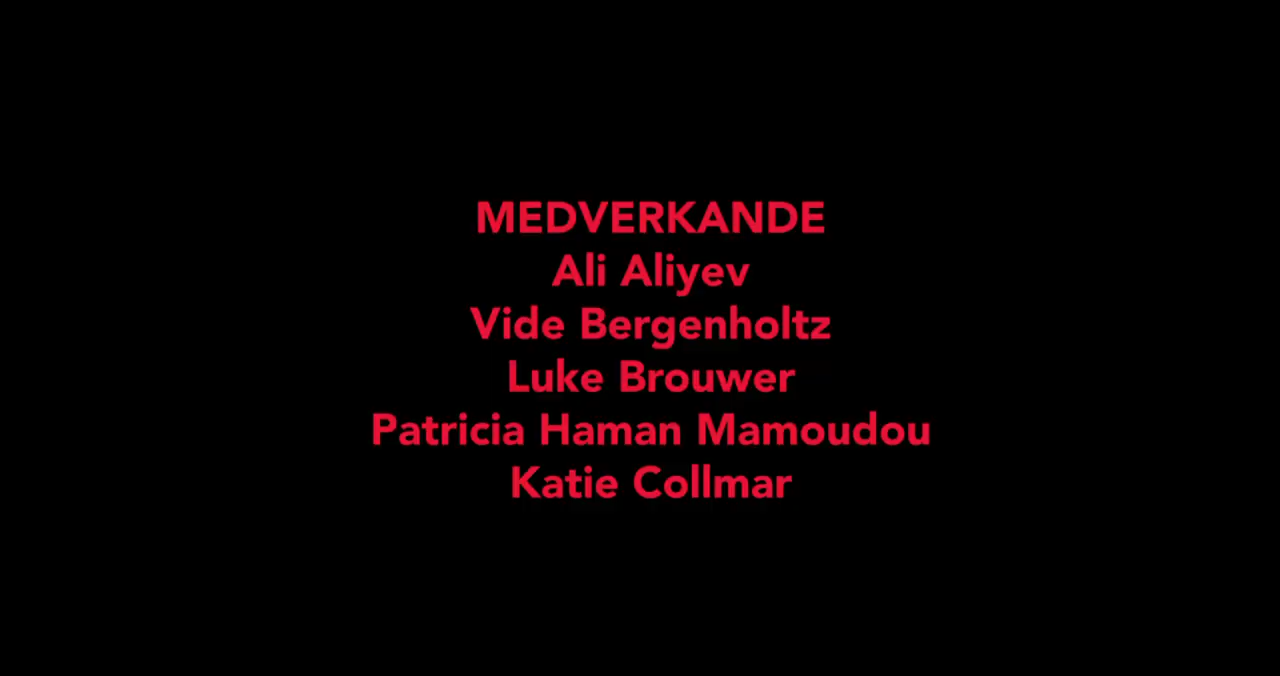 MEDVERKANDE
Ali Aliyev
Vide Bergenholtz
Luke Brouwer
Patricia Haman Mamoudou
Katie Collmar